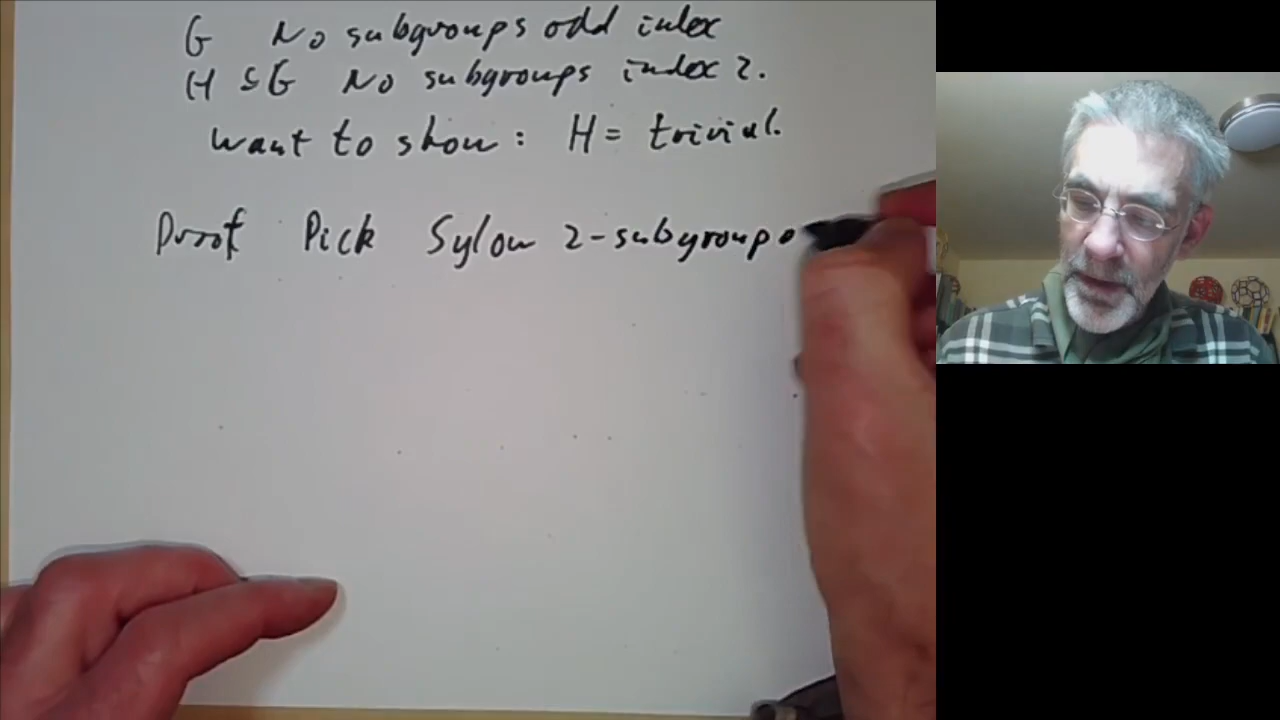 G No subgroups odd index
H ≤ G No subgroups index 2.
want to show: H = trivial.
Proof Pick Sylow 2-subgroup o